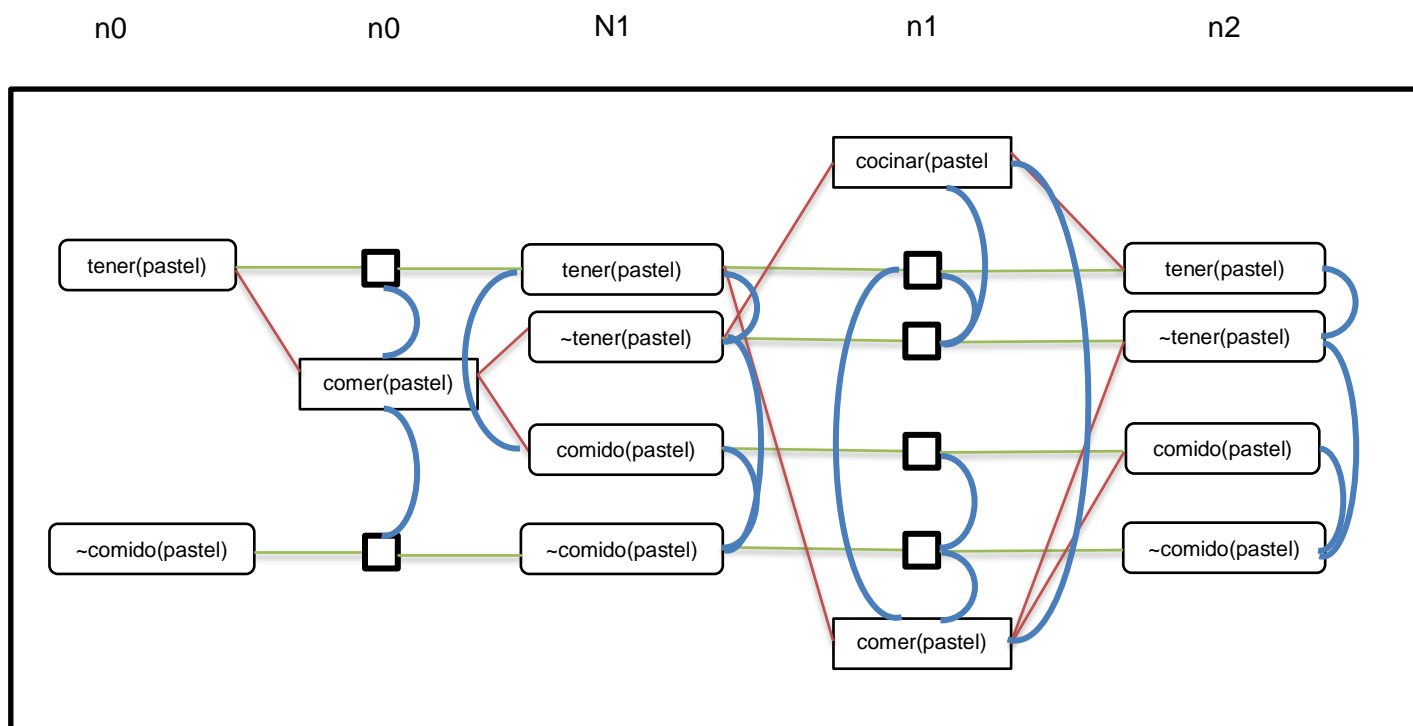 n0 n0 N1 n1 n2
cocinar(pastel
tener(pastel) tener(pastel) tener(pastel)
~tener(pastel) ~tener(pastel)
comer(pastel)
comido(pastel) comido(pastel)
~comido(pastel) ~comido(pastel) ~comido(pastel)
comer(pastel)